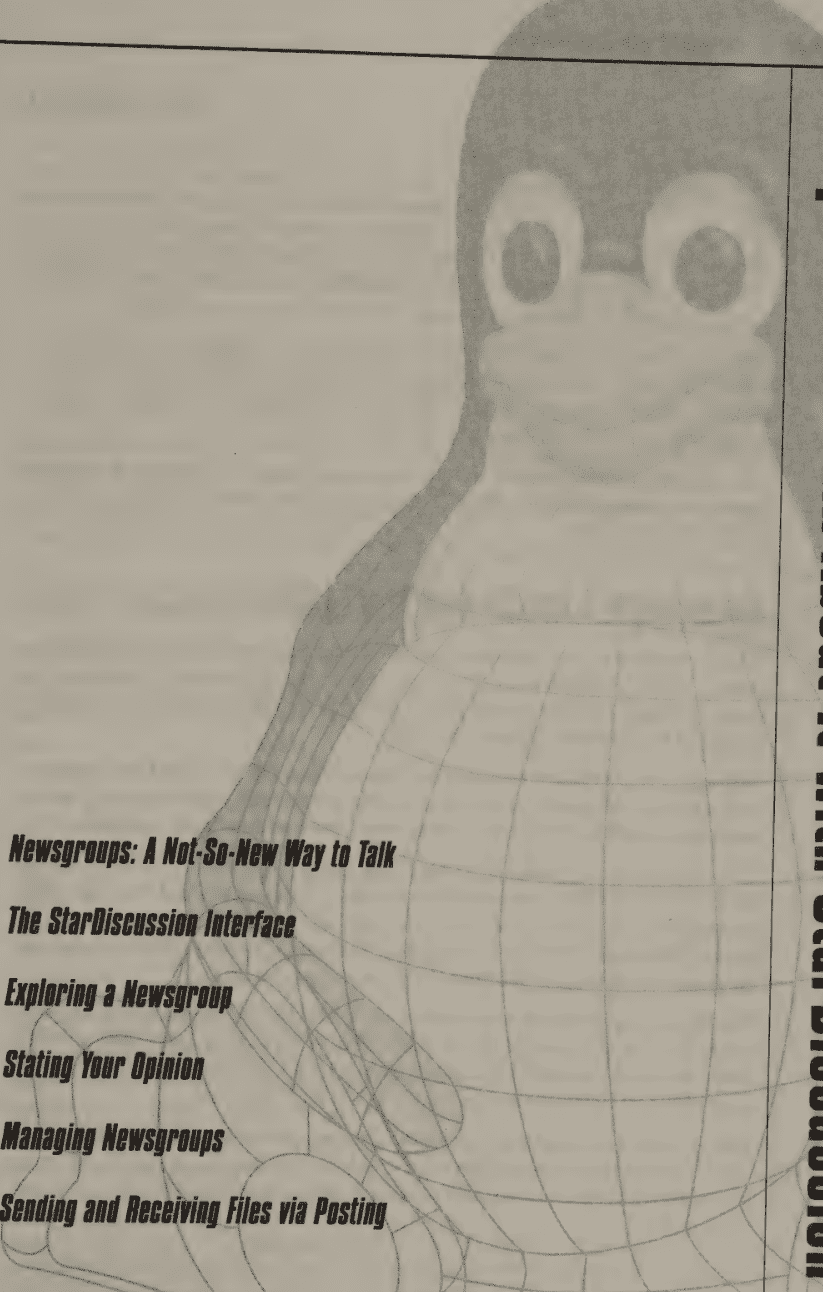 Newsgroups: A Not-So-New Way to Talk
The StarDiscussion Interface
Exploring a Newsgroup
Stating Your Opinion
Managing Newsgroups
Sending and Receiving Files via Posting